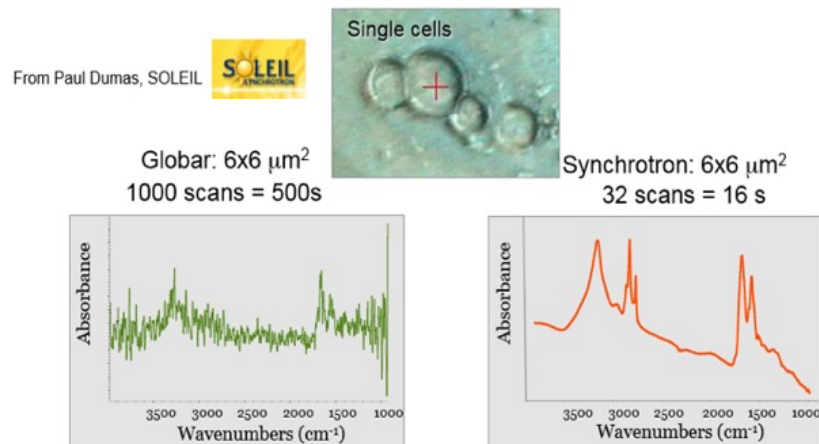 Single cells
From Paul Dumas, SOLEIL
SOLEIL
SYNCHROTRON
Globar: 6x6 μm²
1000 scans = 500s
Synchrotron: 6x6 μm²
32 scans = 16 s
Absorbance
3500 3000 2000 1500 1000
Wavenumbers (cm⁻¹)
Absorbance
3500 3000 2000 1500 1000
Wavenumbers (cm⁻¹)